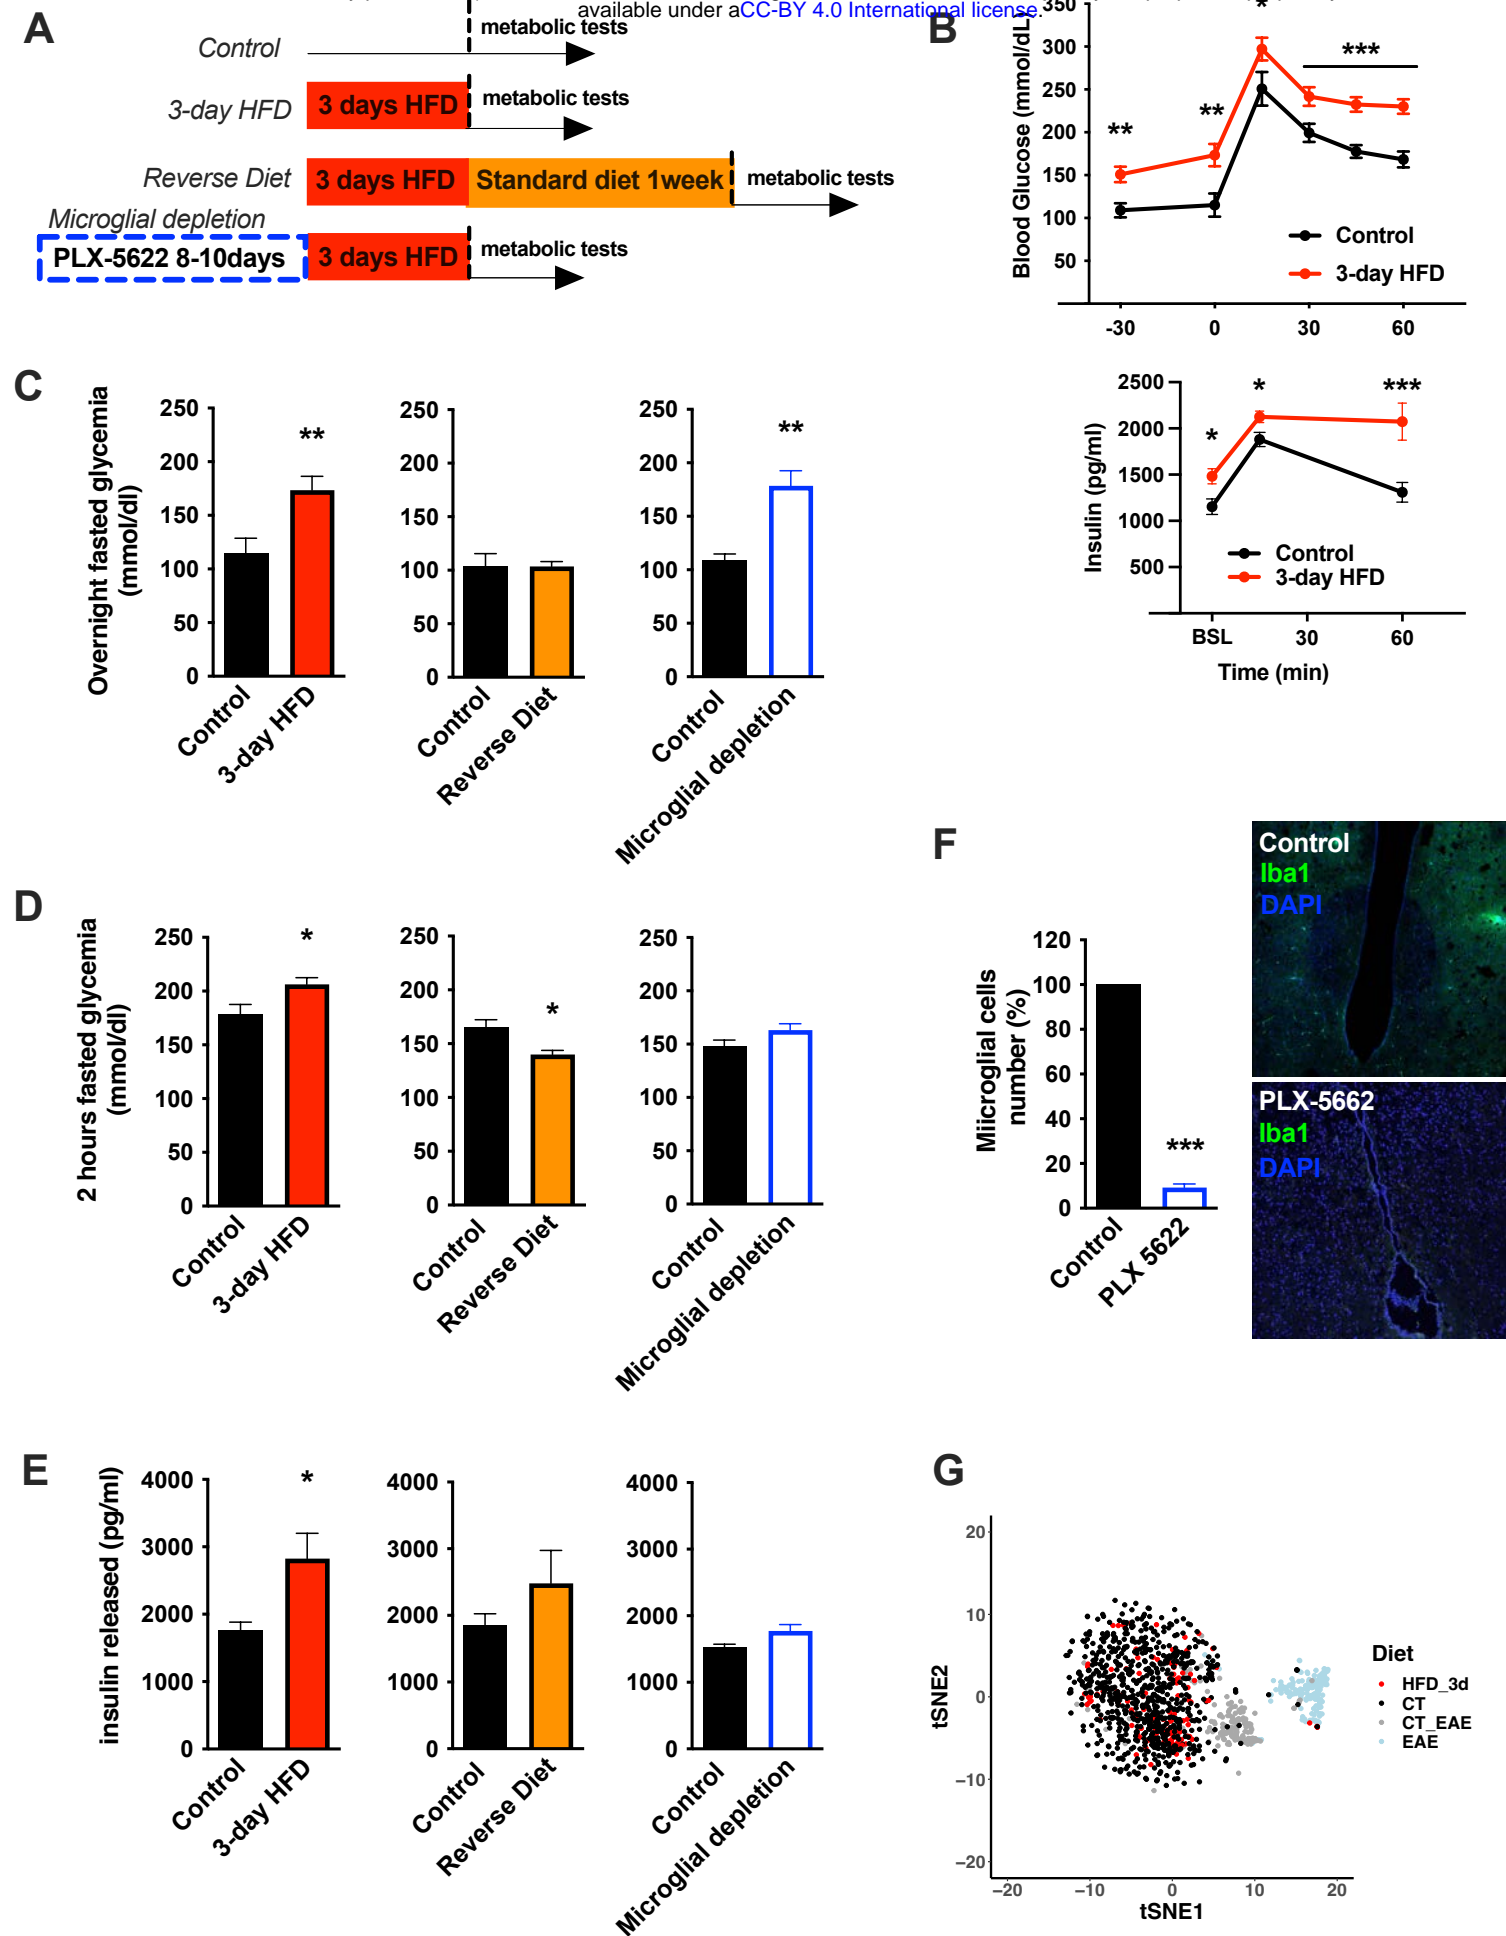 available under aCC-BY 4.0 International license.
A
Control
metabolic tests
3-day HFD
3 days HFD
metabolic tests
Reverse Diet
3 days HFD
Standard diet 1week
metabolic tests
Microglial depletion
PLX-5622 8-10days
3 days HFD
metabolic tests
B
Blood Glucose (mmol/dL)
350
300
250
200
150
100
50
**
**
*
***
Control
3-day HFD
-30
0
30
60
Insulin (pg/ml)
2500
2000
1500
1000
500
*
*
***
Control
3-day HFD
BSL
30
60
Time (min)
C
Overnight fasted glycemia
(mmol/dl)
250
200
150
100
50
0
**
Control
3-day HFD
250
200
150
100
50
0
Control
Reverse Diet
250
200
150
100
50
0
**
Control
Microglial depletion
D
2 hours fasted glycemia
(mmol/dl)
250
200
150
100
50
0
*
Control
3-day HFD
250
200
150
100
50
0
*
Control
Reverse Diet
250
200
150
100
50
0
Control
Microglial depletion
E
insulin released (pg/ml)
4000
3000
2000
1000
0
*
Control
3-day HFD
4000
3000
2000
1000
0
Control
Reverse Diet
4000
3000
2000
1000
0
Control
Microglial depletion
F
Miicroglial cells
number (%)
120
100
80
60
40
20
0
***
Control
PLX 5622
Control
Iba1
DAPI
PLX-5662
Iba1
DAPI
G
tSNE2
20
10
0
−10
−20
−20
−10
0
10
20
tSNE1
Diet
HFD_3d
CT
CT_EAE
EAE